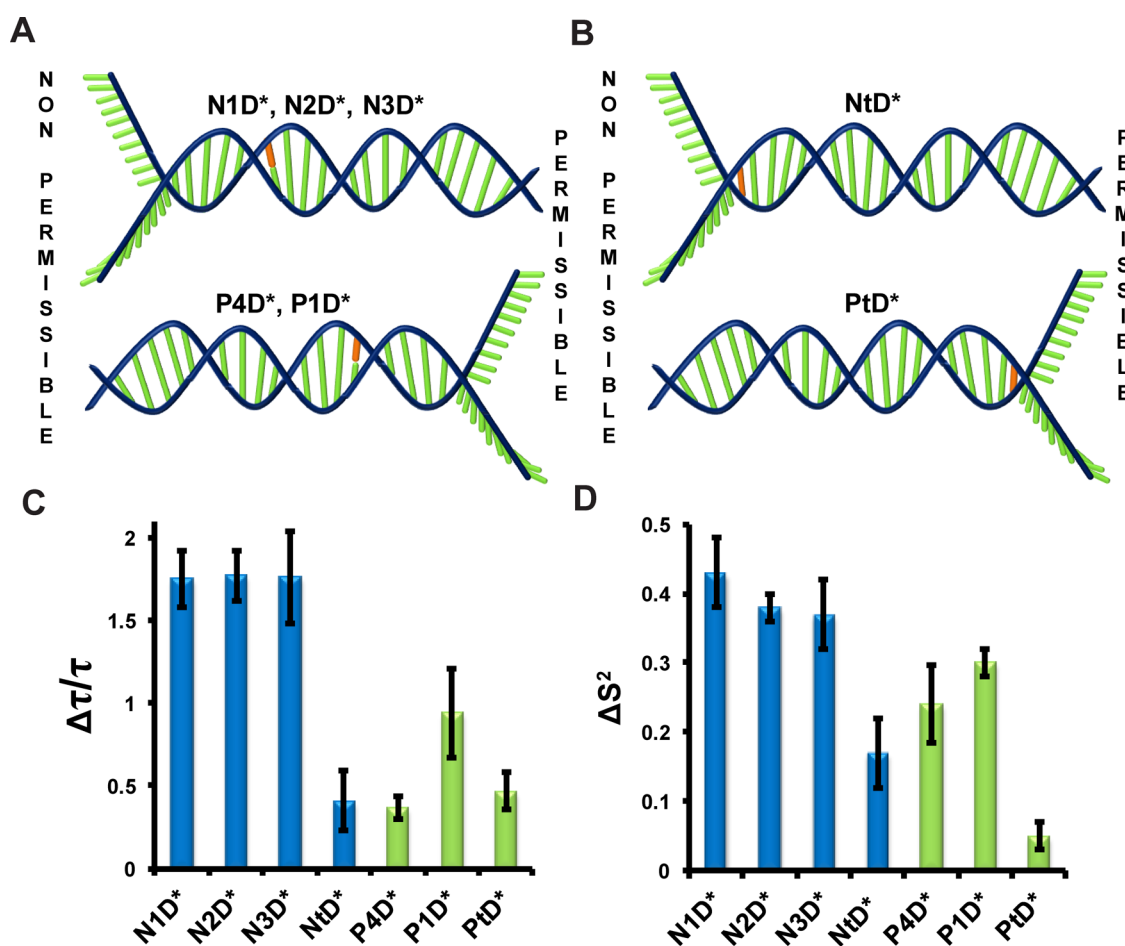 A
B
NON PERMISSIBLE
N1D*, N2D*, N3D*
PERMISSIBLE
P4D*, P1D*
NON PERMISSIBLE
NtD*
PERMISSIBLE
PtD*
C
2
1.5
1
0.5
0
Δτ/τ
N1D*
N2D*
N3D*
NtD*
P4D*
P1D*
PtD*
D
0.5
0.4
0.3
0.2
0.1
0
ΔS²
N1D*
N2D*
N3D*
NtD*
P4D*
P1D*
PtD*